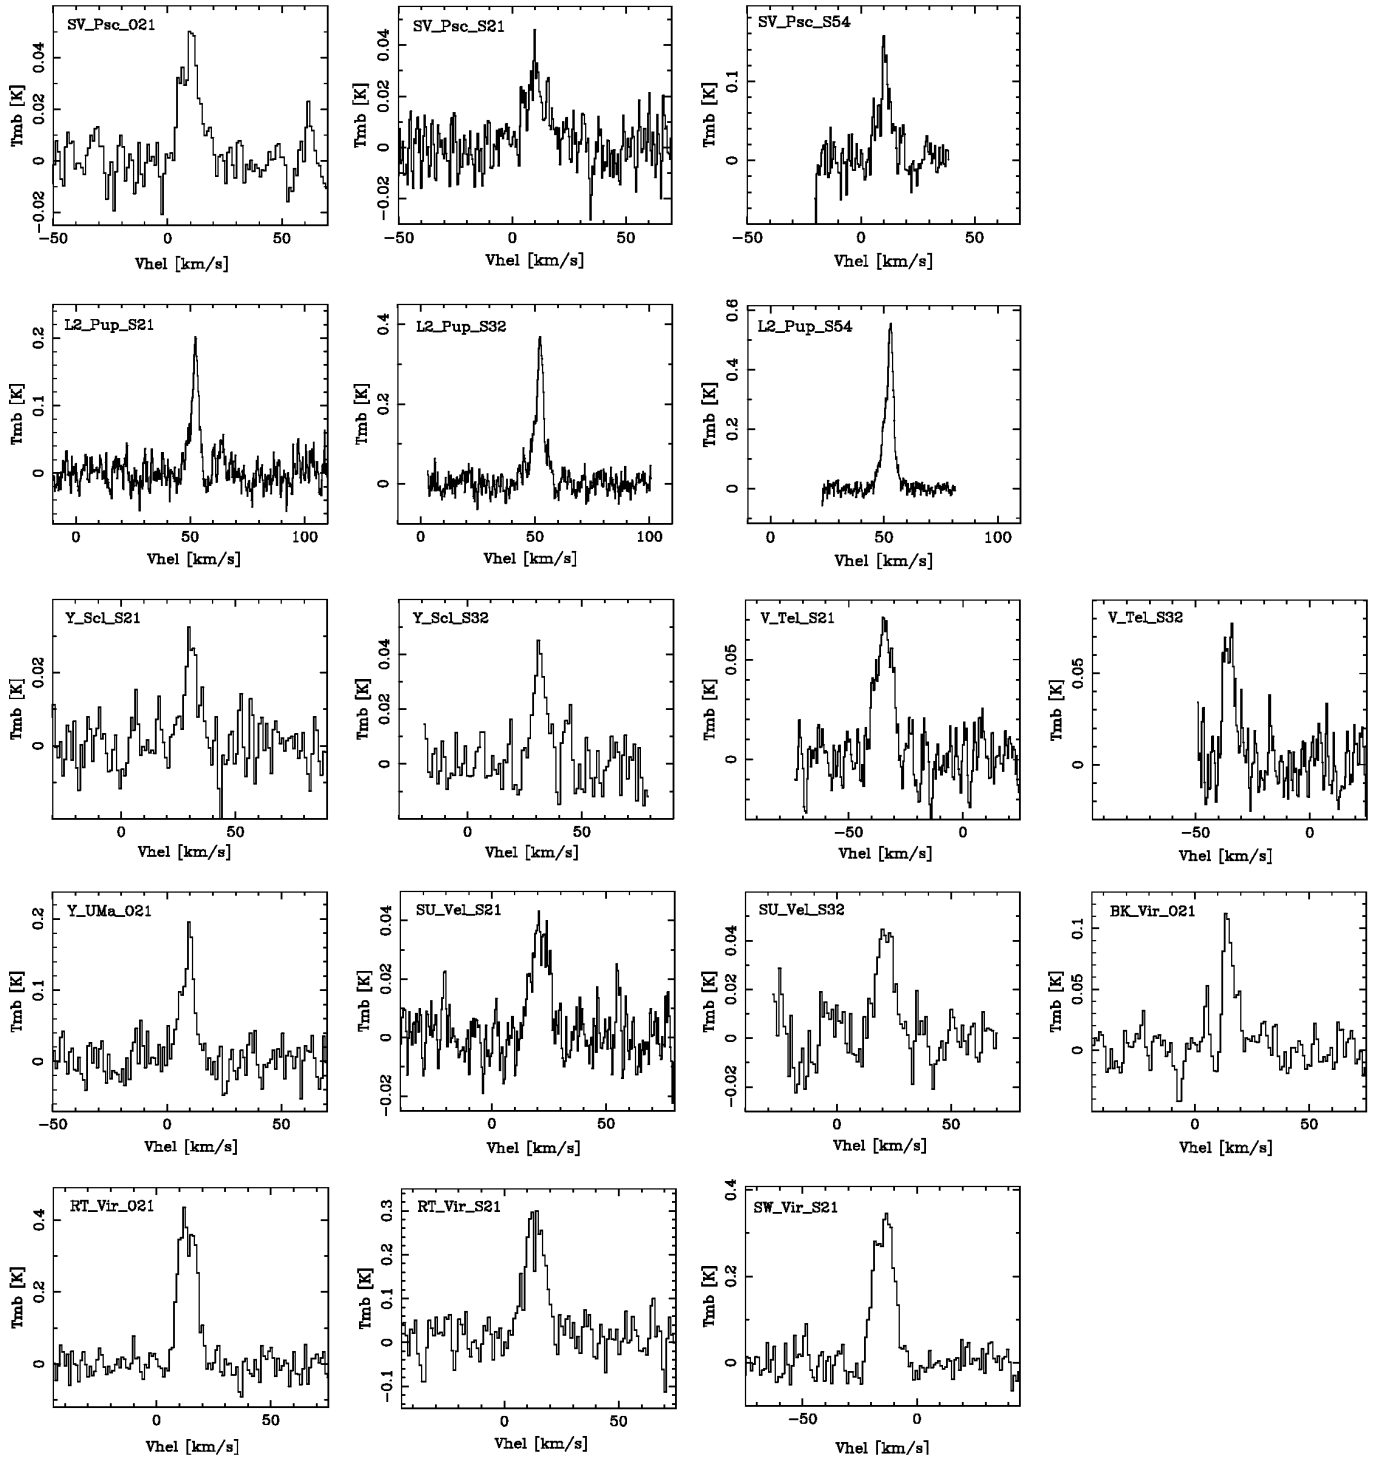 SV_Psc_O21
Tmb [K]
−0.02 0 0.02 0.04
−50 0 50
Vhel [km/s]
SV_Psc_S21
Tmb [K]
−0.02 0 0.02 0.04
−50 0 50
Vhel [km/s]
SV_Psc_S54
Tmb [K]
0 0.1
−50 0 50
Vhel [km/s]
L2_Pup_S21
Tmb [K]
0 0.1 0.2
0 50 100
Vhel [km/s]
L2_Pup_S32
Tmb [K]
0 0.2 0.4
0 50 100
Vhel [km/s]
L2_Pup_S54
Tmb [K]
0 0.2 0.4 0.6
0 50 100
Vhel [km/s]
Y_Scl_S21
Tmb [K]
0 0.02
0 50
Vhel [km/s]
Y_Scl_S32
Tmb [K]
0 0.02 0.04
0 50
Vhel [km/s]
V_Tel_S21
Tmb [K]
0 0.05
−50 0
Vhel [km/s]
V_Tel_S32
Tmb [K]
0 0.05
−50 0
Vhel [km/s]
Y_UMa_O21
Tmb [K]
0 0.1 0.2
−50 0 50
Vhel [km/s]
SU_Vel_S21
Tmb [K]
−0.02 0 0.02 0.04
0 50
Vhel [km/s]
SU_Vel_S32
Tmb [K]
−0.02 0 0.02 0.04
0 50
Vhel [km/s]
BK_Vir_O21
Tmb [K]
0 0.05 0.1
0 50
Vhel [km/s]
RT_Vir_O21
Tmb [K]
0 0.2 0.4
0 50
Vhel [km/s]
RT_Vir_S21
Tmb [K]
−0.1 0 0.1 0.2 0.3
0 50
Vhel [km/s]
SW_Vir_S21
Tmb [K]
0 0.2 0.4
−50 0
Vhel [km/s]